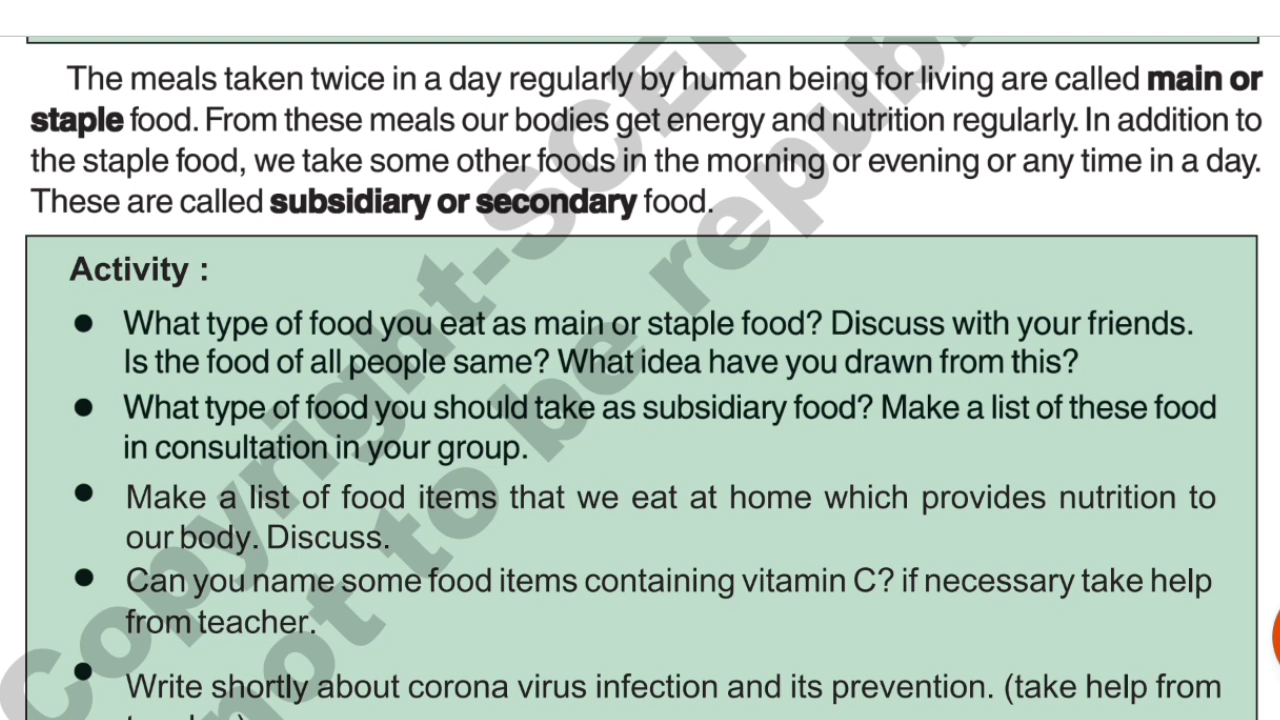 The meals taken twice in a day regularly by human being for living are called main or
staple food. From these meals our bodies get energy and nutrition regularly. In addition to
the staple food, we take some other foods in the morning or evening or any time in a day.
These are called subsidiary or secondary food.
Activity :
● What type of food you eat as main or staple food? Discuss with your friends.
Is the food of all people same? What idea have you drawn from this?
● What type of food you should take as subsidiary food? Make a list of these food
in consultation in your group.
● Make a list of food items that we eat at home which provides nutrition to
our body. Discuss.
● Can you name some food items containing vitamin C? if necessary take help
from teacher.
● Write shortly about corona virus infection and its prevention. (take help from
Copyright-SCE
not to be republ